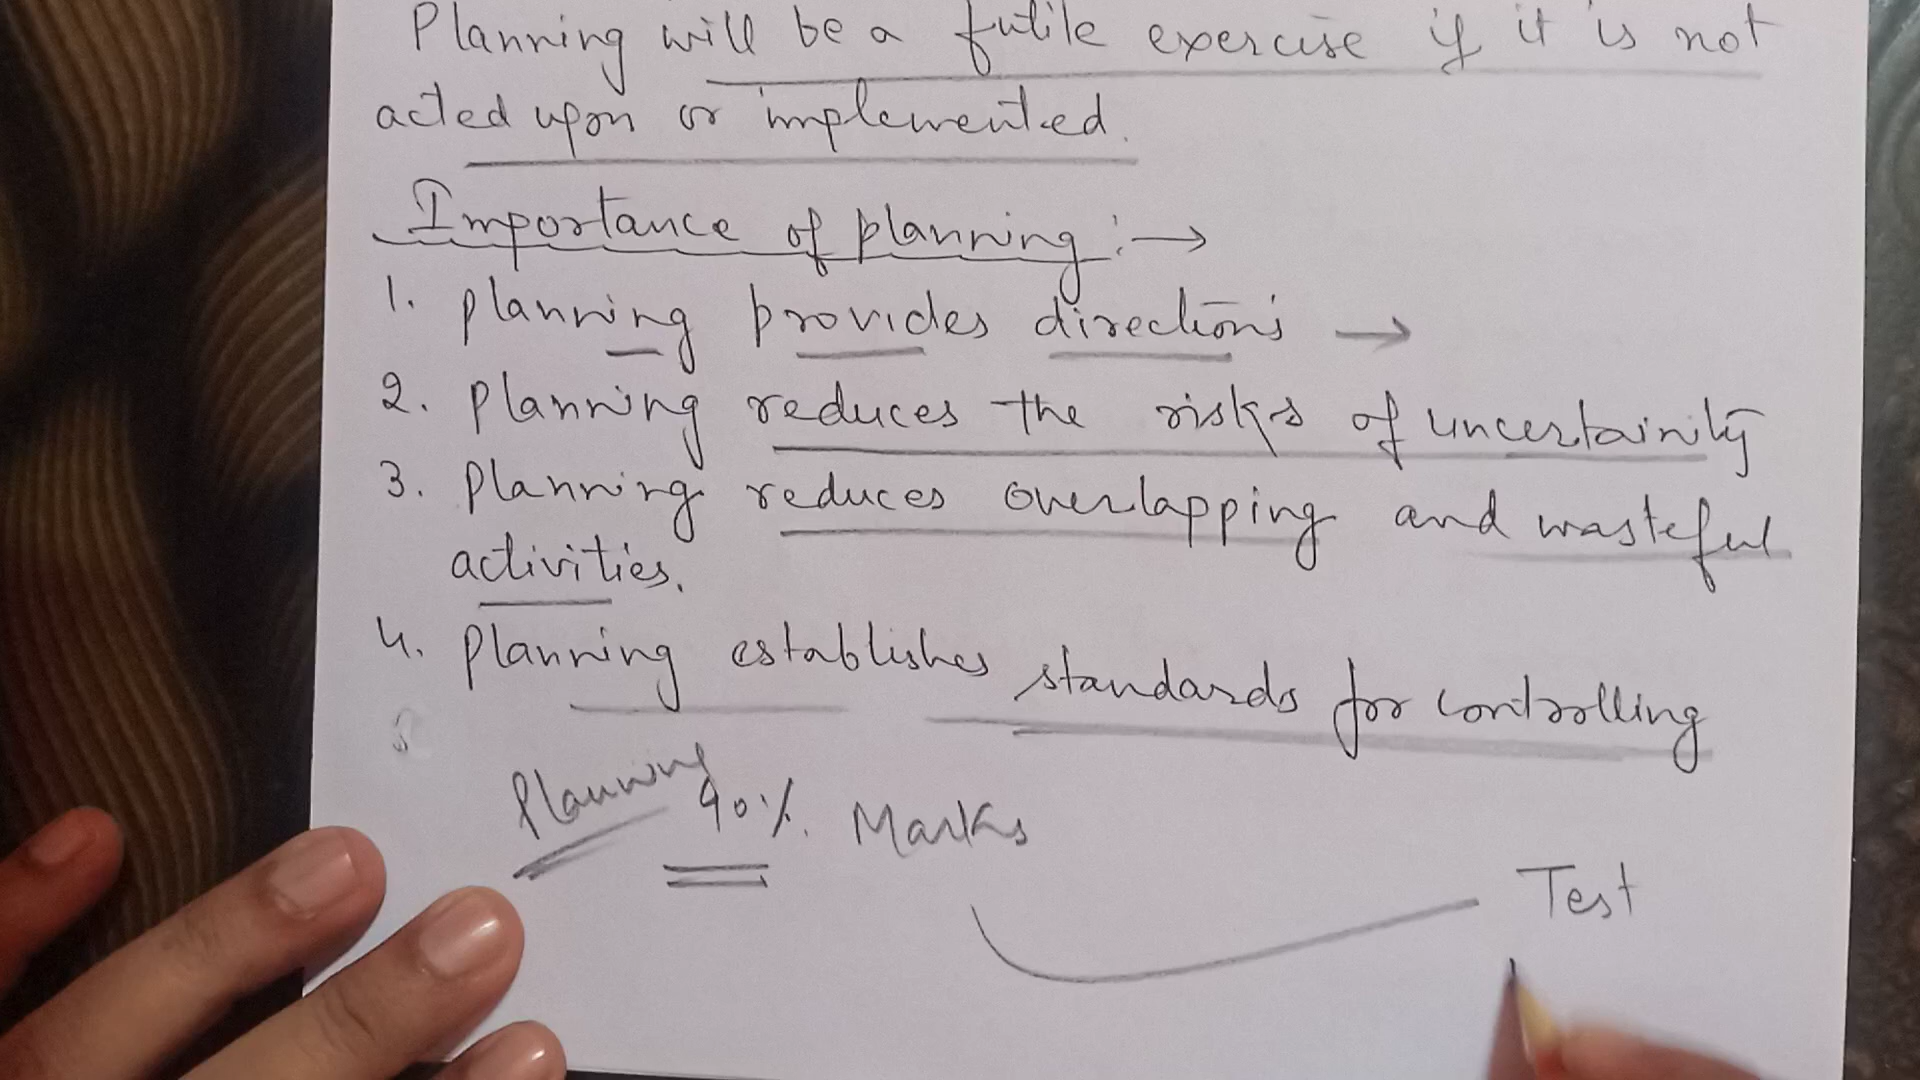 Planning will be a futile exercise if it is not
acted upon or implemented.
Importance of planning :→
1. planning provides directions →
2. planning reduces the risks of uncertainity
3. planning reduces overlapping and wasteful
activities.
4. planning establishes standards for controlling
Planning 90% Marks
Test